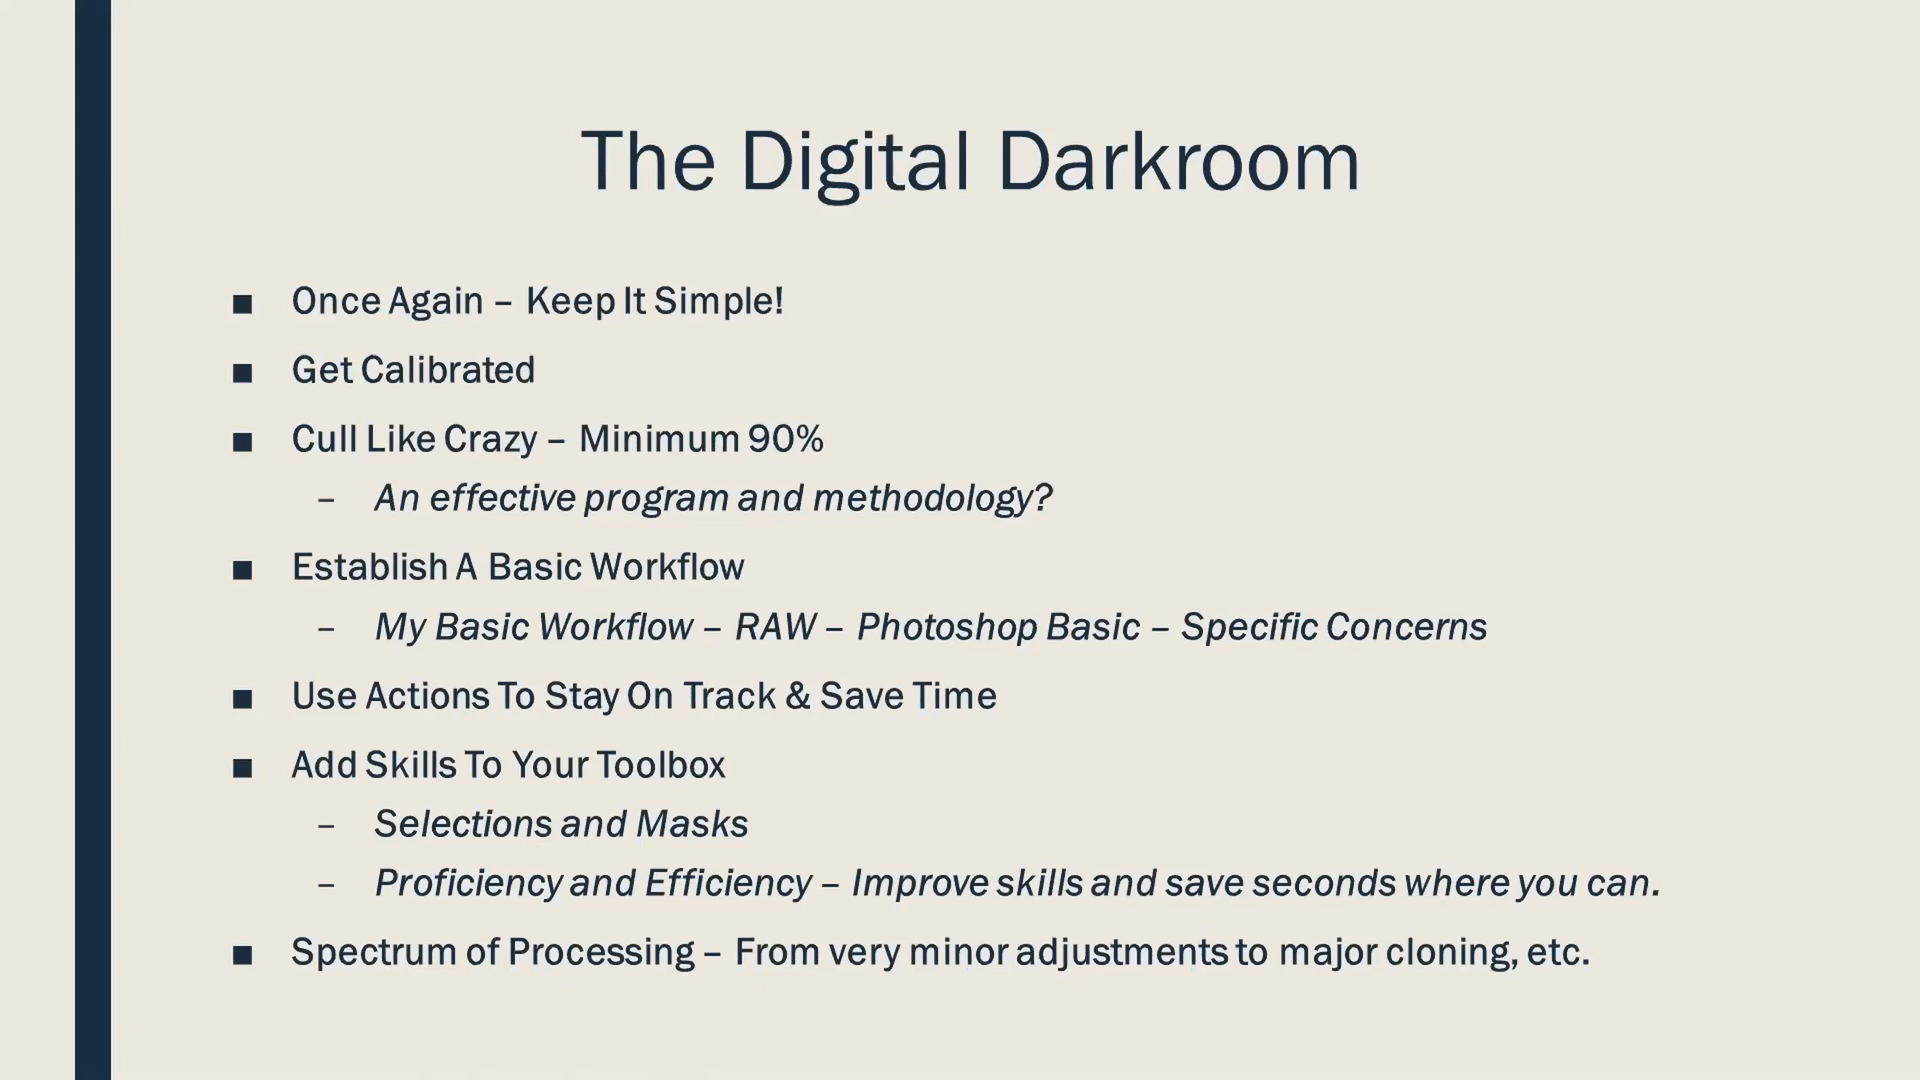 The Digital Darkroom
■ Once Again – Keep It Simple!
■ Get Calibrated
■ Cull Like Crazy – Minimum 90%
– An effective program and methodology?
■ Establish A Basic Workflow
– My Basic Workflow – RAW – Photoshop Basic – Specific Concerns
■ Use Actions To Stay On Track & Save Time
■ Add Skills To Your Toolbox
– Selections and Masks
– Proficiency and Efficiency – Improve skills and save seconds where you can.
■ Spectrum of Processing – From very minor adjustments to major cloning, etc.